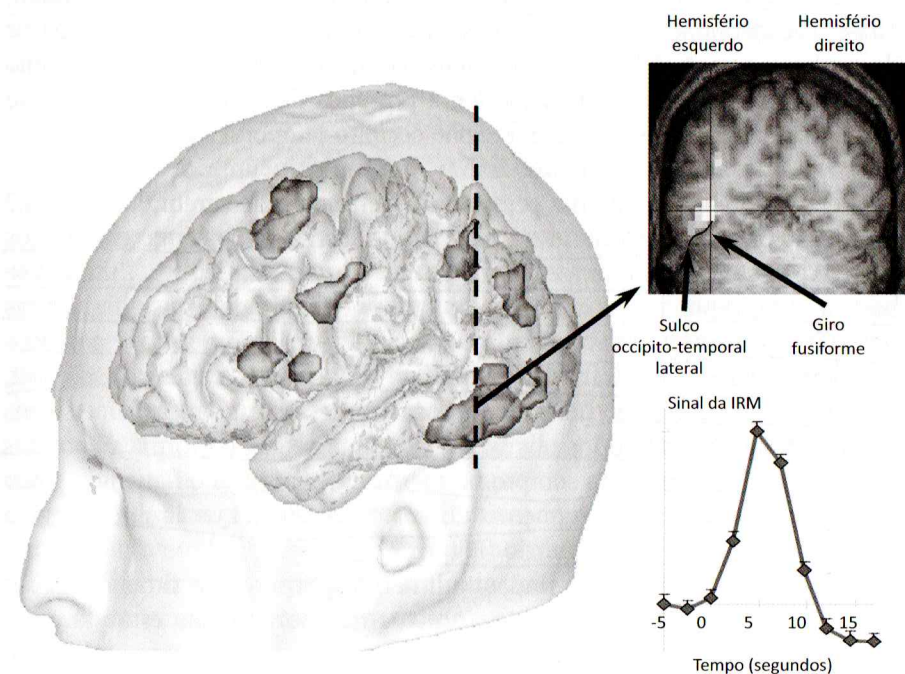 Hemisfério
esquerdo
Hemisfério
direito
Sulco
occípito-temporal
lateral
Giro
fusiforme
Sinal da IRM
-5 0 5 10 15
Tempo (segundos)